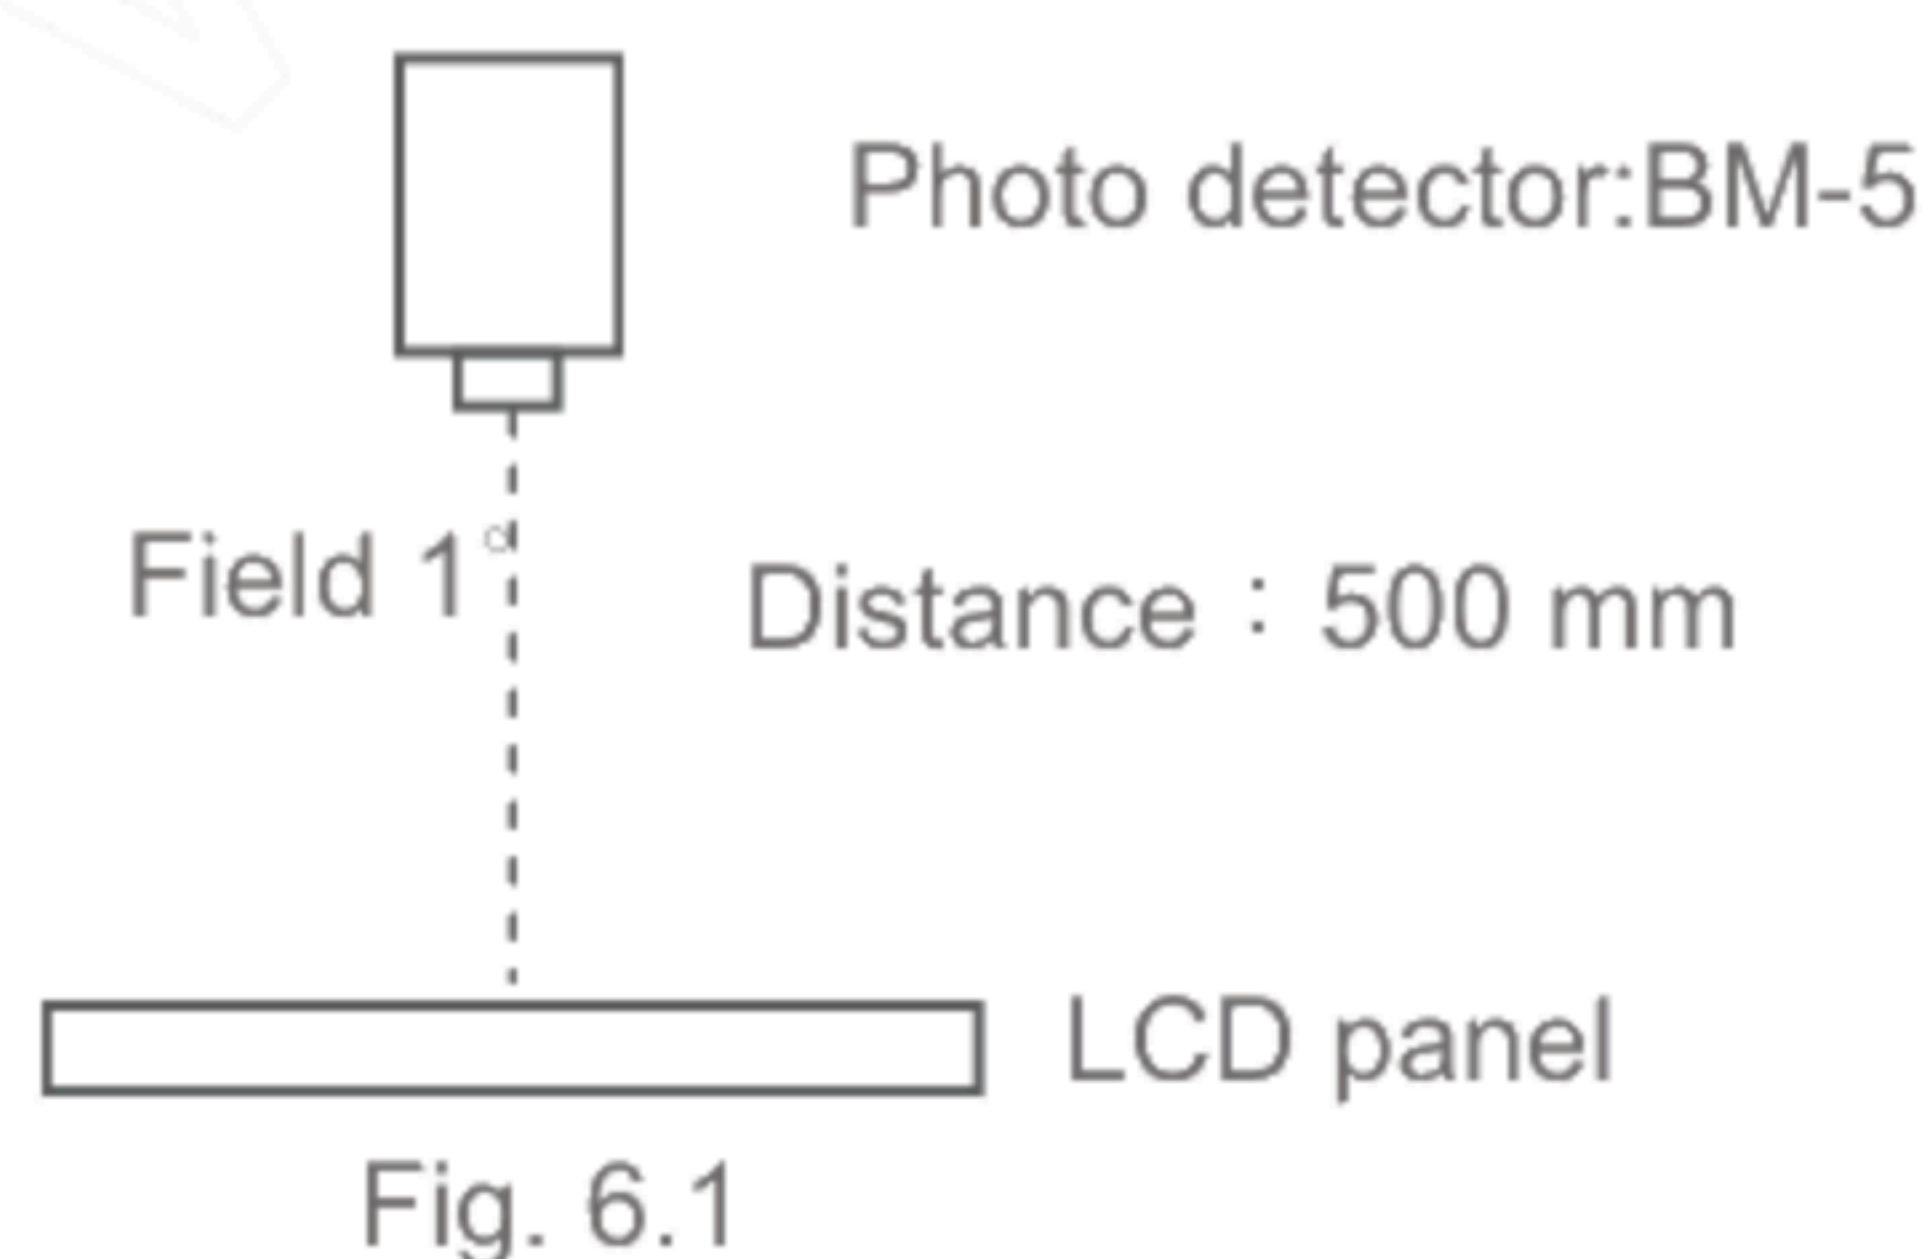 Photo detector:BM-5
Field 1°
Distance：500 mm
LCD panel
Fig. 6.1